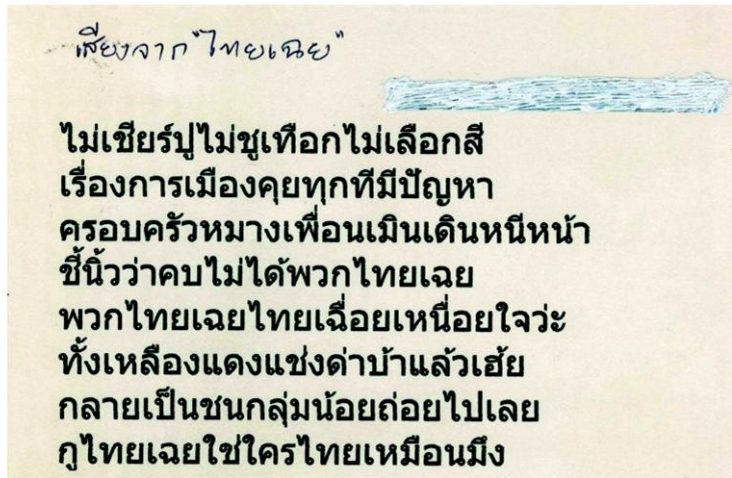 เสียงจาก "ไทยเฉย"
ไม่เชียร์ปูไม่ชูเทือกไม่เลือกสี
เรื่องการเมืองคุยทุกทีมีปัญหา
ครอบครัวหมางเพื่อนเมินเดินหนีหน้า
ชี้นิ้วว่าคบไม่ได้พวกไทยเฉย
พวกไทยเฉยไทยเฉื่อยเหนื่อยใจว่ะ
ทั้งเหลืองแดงแช่งด่าบ้าแล้วเฮ้ย
กลายเป็นชนกลุ่มน้อยถ่อยไปเลย
กูไทยเฉยใช่ใครไทยเหมือนมึง